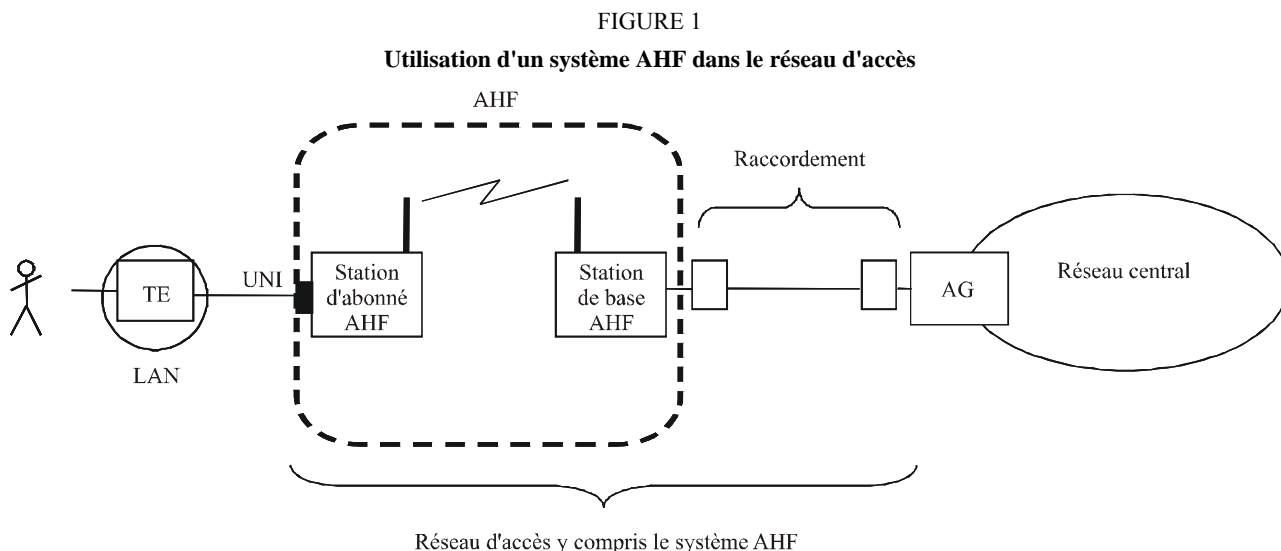 FIGURE 1
Utilisation d'un système AHF dans le réseau d'accès
AHF
Raccordement
UNI
TE
Station
d'abonné
AHF
Station
de base
AHF
AG
Réseau central
LAN
Réseau d'accès y compris le système AHF